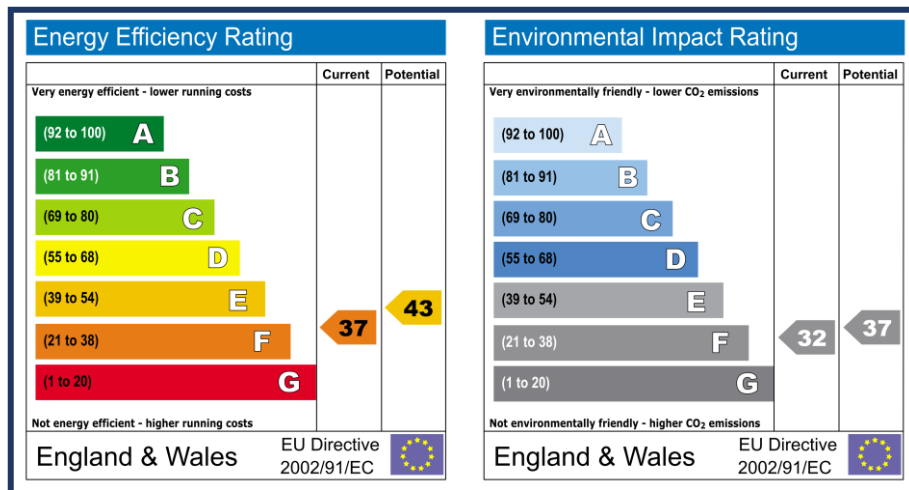 Energy Efficiency Rating
Current Potential
Very energy efficient - lower running costs
(92 to 100) A
(81 to 91) B
(69 to 80) C
(55 to 68) D
(39 to 54) E
(21 to 38) F
(1 to 20) G
37
43
Not energy efficient - higher running costs
England & Wales
EU Directive
2002/91/EC
Environmental Impact Rating
Current Potential
Very environmentally friendly - lower CO₂ emissions
(92 to 100) A
(81 to 91) B
(69 to 80) C
(55 to 68) D
(39 to 54) E
(21 to 38) F
(1 to 20) G
32
37
Not environmentally friendly - higher CO₂ emissions
England & Wales
EU Directive
2002/91/EC